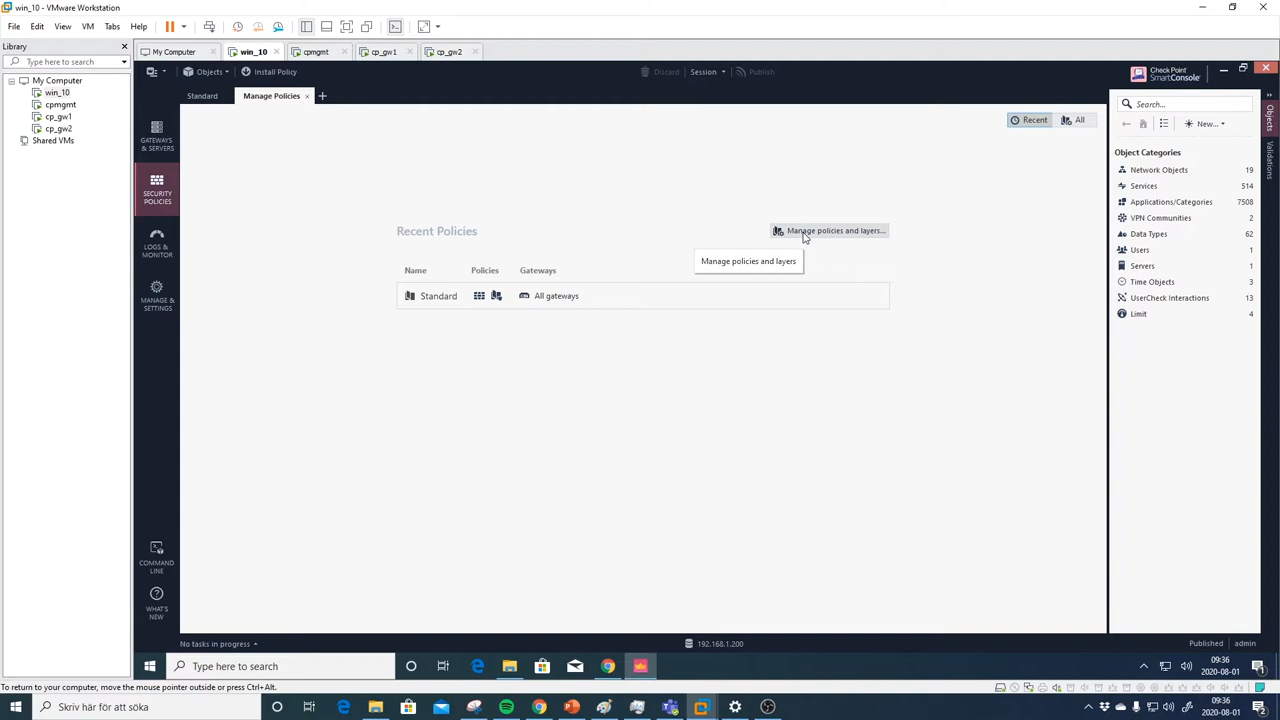 win_10 - VMware Workstation
File Edit View VM Tabs Help
Library
Type here to search
My Computer
win_10
cpmgmt
cp_gw1
cp_gw2
Shared VMs
My Computer win_10 cpmgmt cp_gw1 cp_gw2
Objects Install Policy Discard Session Publish
Check Point
SmartConsole
Standard Manage Policies
GATEWAYS
& SERVERS
SECURITY
POLICIES
LOGS &
MONITOR
MANAGE &
SETTINGS
COMMAND
LINE
WHAT'S
NEW
Recent All
Recent Policies Manage policies and layers...
Manage policies and layers
Name Policies Gateways
Standard All gateways
Search...
New...
Object Categories
Network Objects 19
Services 514
Applications/Categories 7508
VPN Communities 2
Data Types 62
Users 1
Servers 1
Time Objects 3
UserCheck Interactions 13
Limit 4
Objects
Validations
No tasks in progress 192.168.1.200 Published admin
Type here to search
09:36
2020-08-01
1
To return to your computer, move the mouse pointer outside or press Ctrl+Alt.
Skriv här för att söka
09:36
2020-08-01
2